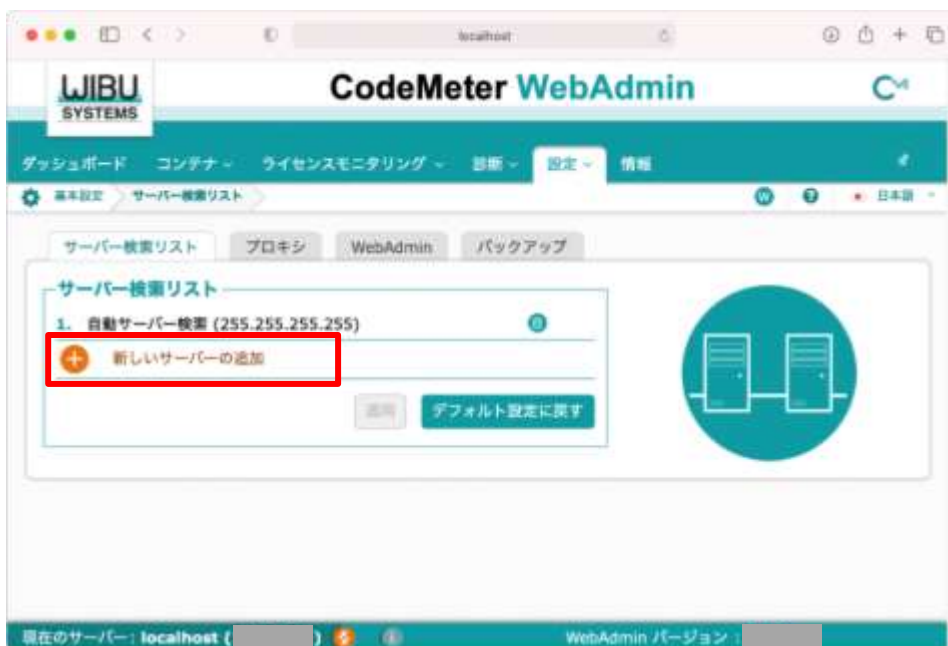 localhost
WIBU
SYSTEMS
CodeMeter WebAdmin
ダッシュボード コンテナ ライセンスモニタリング 診断 設定 情報
基本設定 サーバー検索リスト W ? 日本語
サーバー検索リスト プロキシ WebAdmin バックアップ
サーバー検索リスト
1. 自動サーバー検索 (255.255.255.255)
新しいサーバーの追加
適用 デフォルト設定に戻す
現在のサーバー: localhost ( ) WebAdmin バージョン :